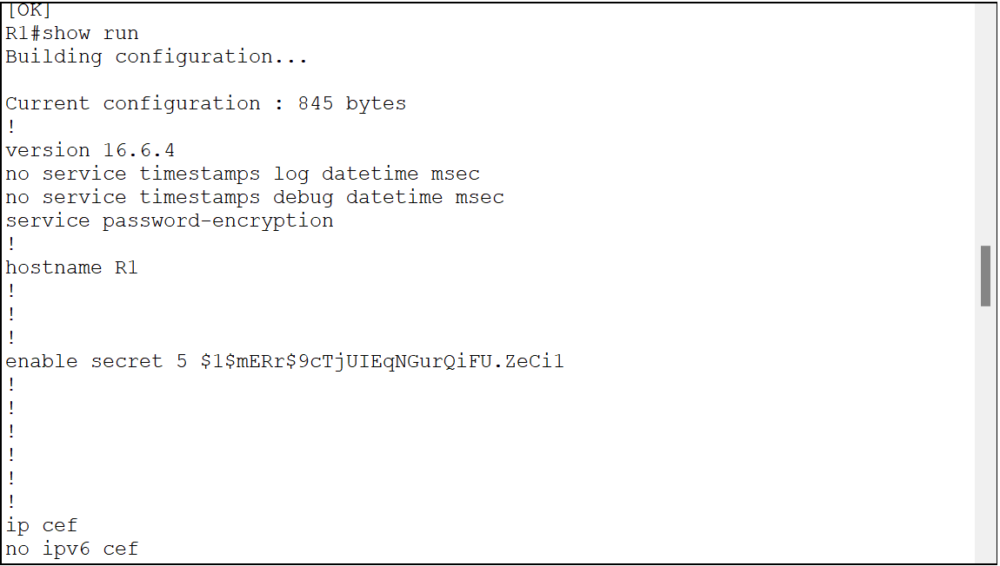 [OK]
R1#show run
Building configuration...
Current configuration : 845 bytes
!
version 16.6.4
no service timestamps log datetime msec
no service timestamps debug datetime msec
service password-encryption
!
hostname R1
!
!
!
enable secret 5 $1$mERr$9cTjUIEqNGurQiFU.ZeCi1
!
!
!
!
!
!
ip cef
no ipv6 cef